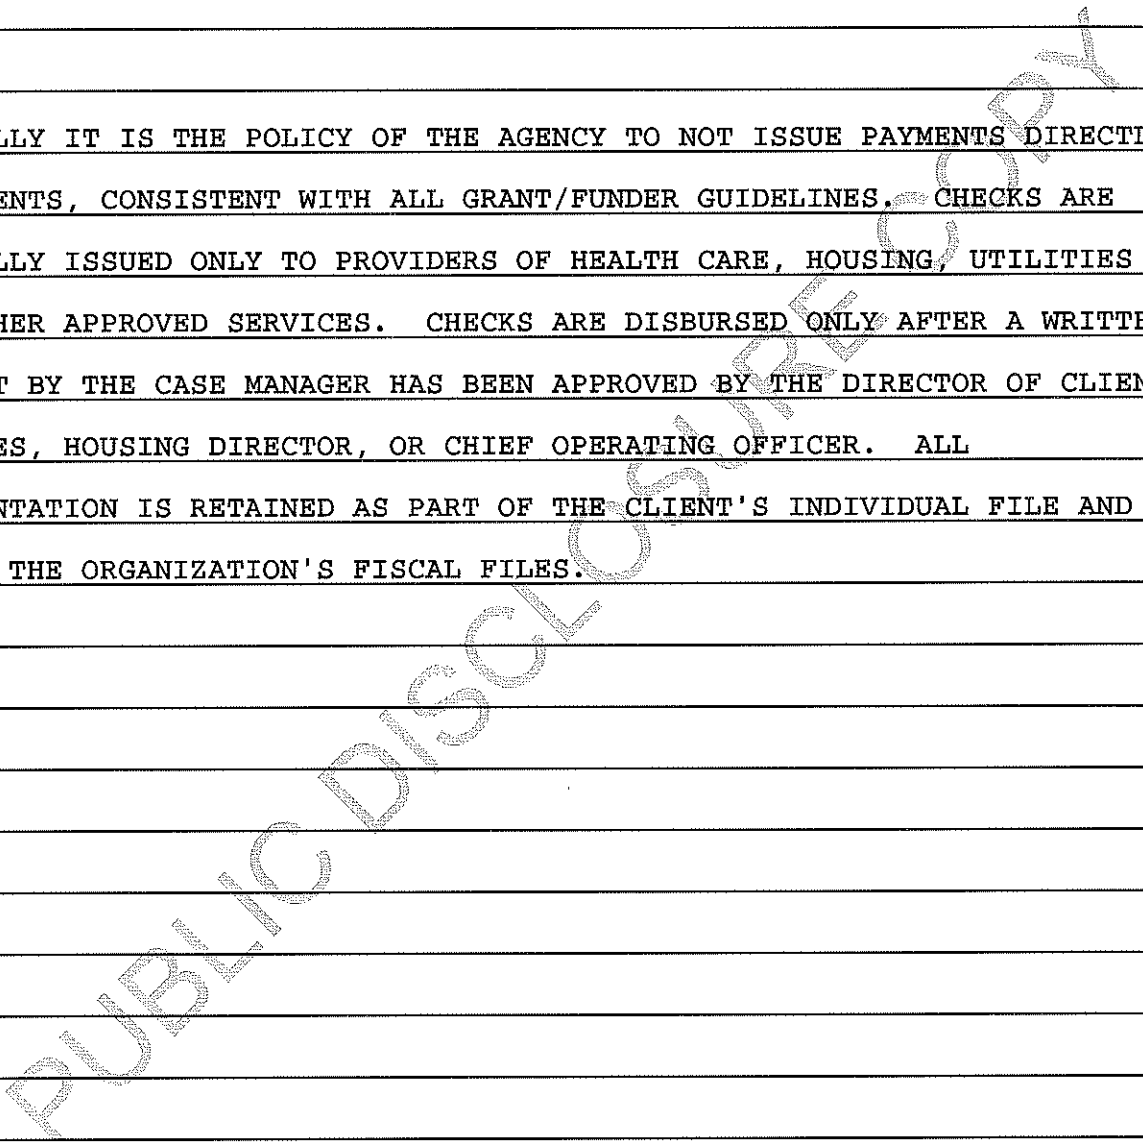 LLY IT IS THE POLICY OF THE AGENCY TO NOT ISSUE PAYMENTS DIRECTL
ENTS, CONSISTENT WITH ALL GRANT/FUNDER GUIDELINES. CHECKS ARE
LLY ISSUED ONLY TO PROVIDERS OF HEALTH CARE, HOUSING, UTILITIES
HER APPROVED SERVICES. CHECKS ARE DISBURSED ONLY AFTER A WRITTE
T BY THE CASE MANAGER HAS BEEN APPROVED BY THE DIRECTOR OF CLIEN
ES, HOUSING DIRECTOR, OR CHIEF OPERATING OFFICER. ALL
NTATION IS RETAINED AS PART OF THE CLIENT'S INDIVIDUAL FILE AND
THE ORGANIZATION'S FISCAL FILES.
PUBLIC DISCLOSURE COPY